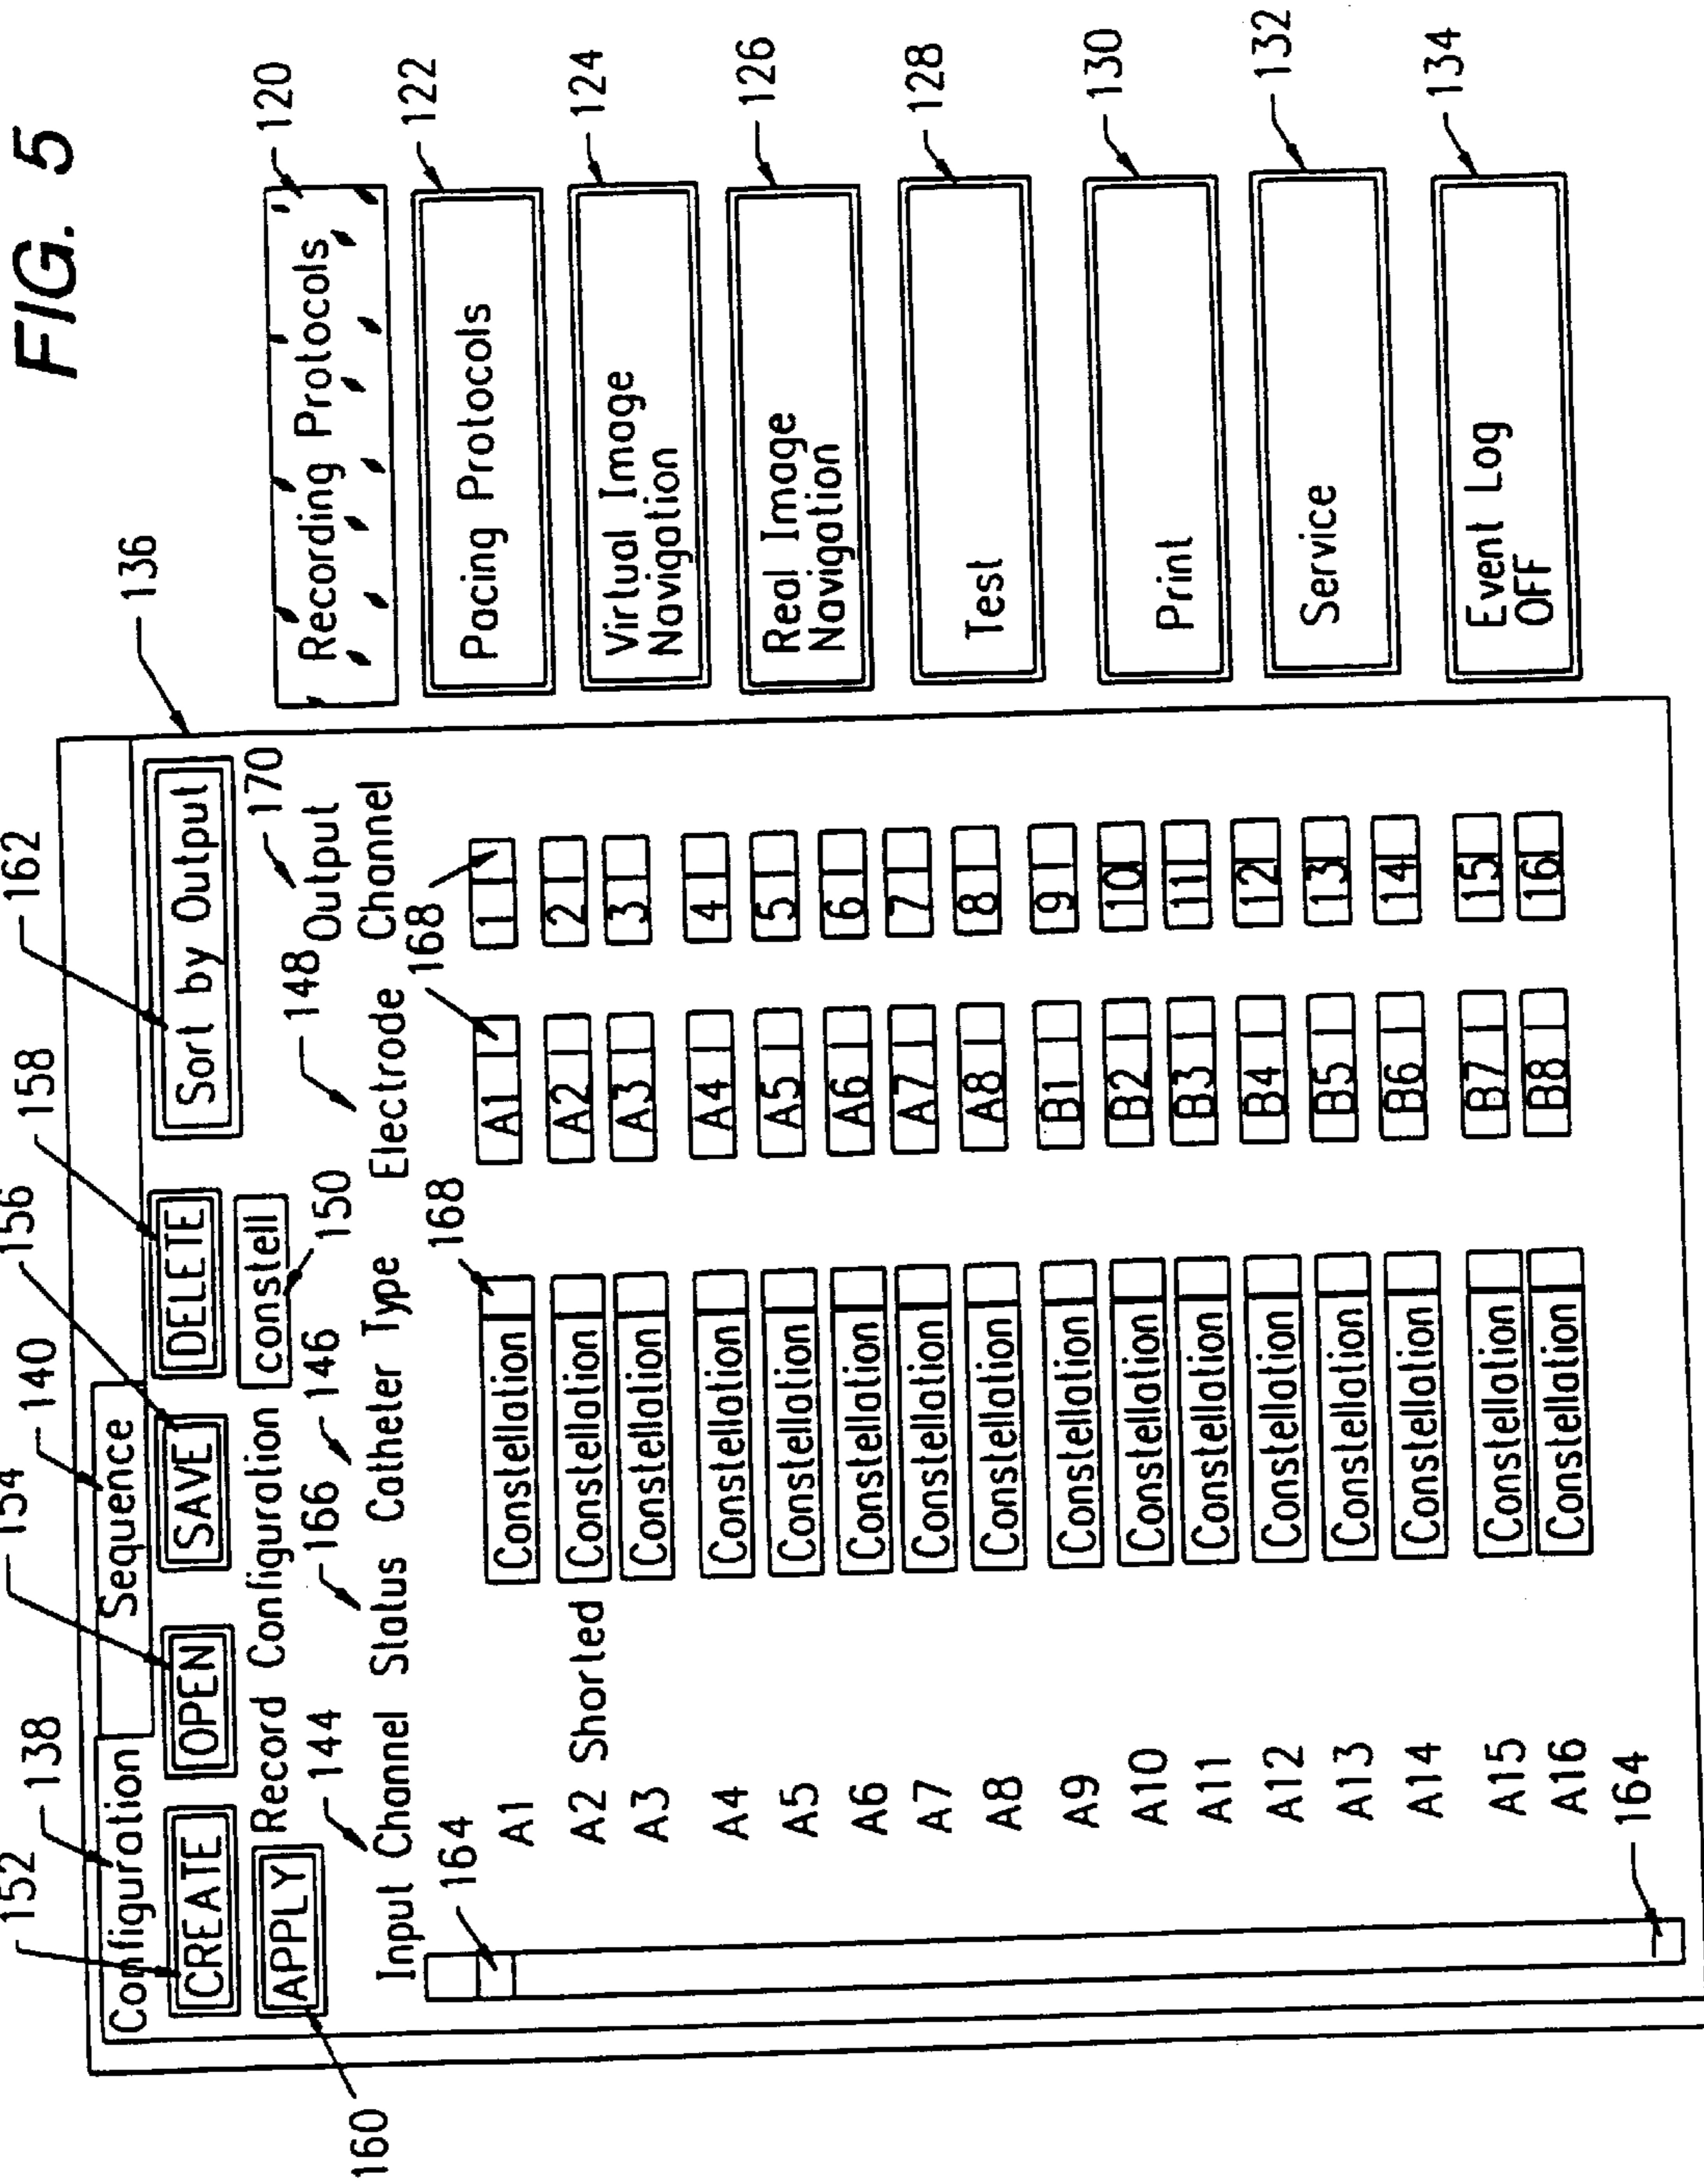 FIG. 5
152
138
154
140
156
158
162
136
Configuration
Sequence
CREATE
OPEN
SAVE
DELETE
Sort by Output
APPLY
Record Configuration
constell
160
144
166
146
150
148
170
Input Channel Status Catheter Type Electrode Output Channel
164
168
168
A1 Constellation A1 1
A2 Shorted Constellation A2 2
A3 Constellation A3 3
A4 Constellation A4 4
A5 Constellation A5 5
A6 Constellation A6 6
A7 Constellation A7 7
A8 Constellation A8 8
A9 Constellation B1 9
A10 Constellation B2 10
A11 Constellation B3 11
A12 Constellation B4 12
A13 Constellation B5 13
A14 Constellation B6 14
A15 Constellation B7 15
A16 Constellation B8 16
164
Recording Protocols
120
Pacing Protocols
122
Virtual Image
Navigation
124
Real Image
Navigation
126
Test
128
Print
130
Service
132
Event Log
OFF
134